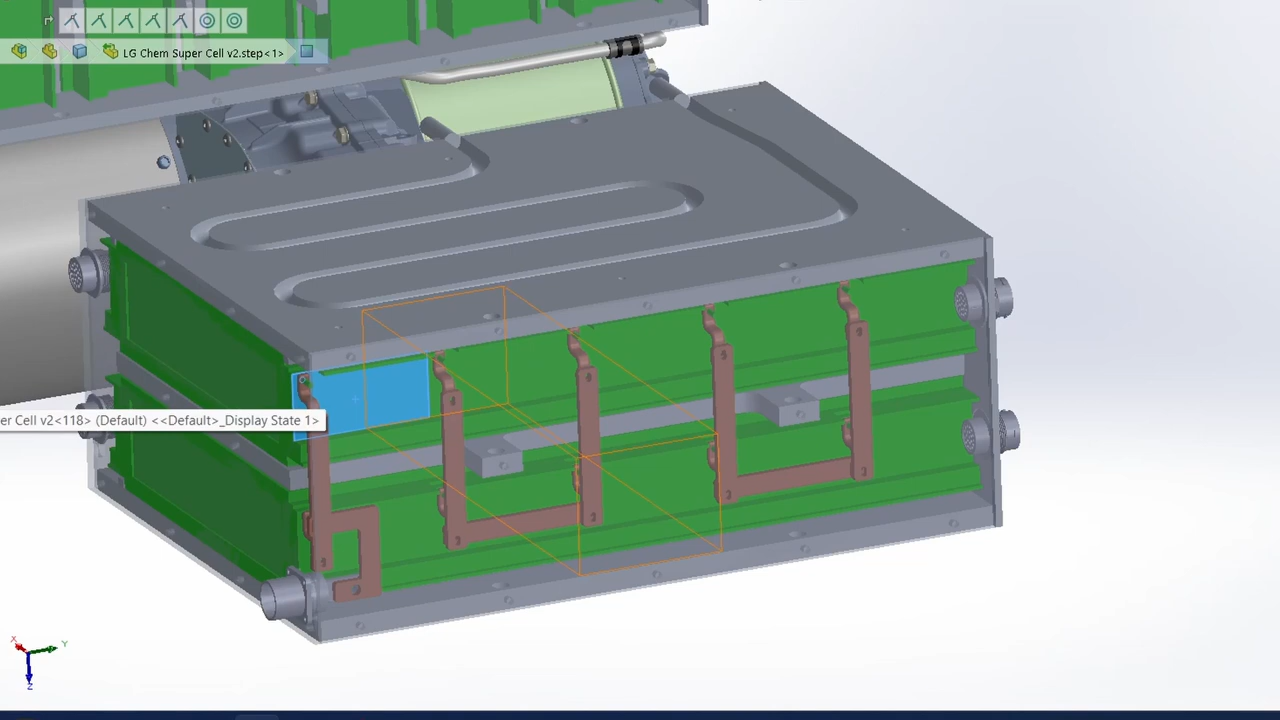 LG Chem Super Cell v2.step<1>
er Cell v2<118> (Default) <<Default>_Display State 1>
X
Y
Z